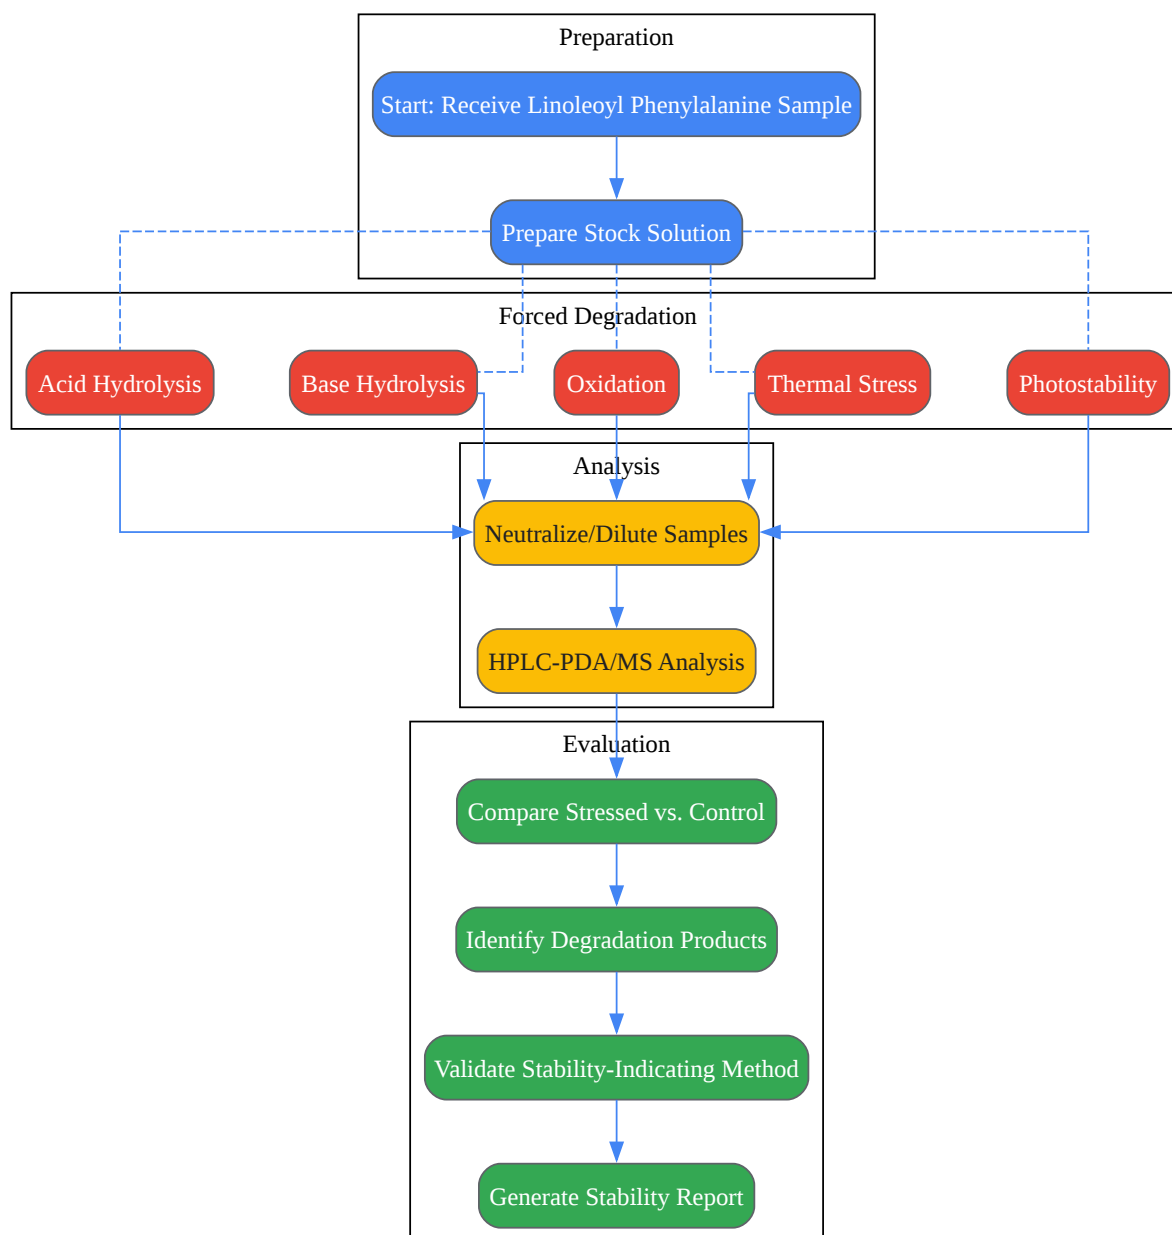 Preparation
Start: Receive Linoleoyl Phenylalanine Sample
Prepare Stock Solution
Forced Degradation
Acid Hydrolysis
Base Hydrolysis
Oxidation
Thermal Stress
Photostability
Analysis
Neutralize/Dilute Samples
HPLC-PDA/MS Analysis
Evaluation
Compare Stressed vs. Control
Identify Degradation Products
Validate Stability-Indicating Method
Generate Stability Report